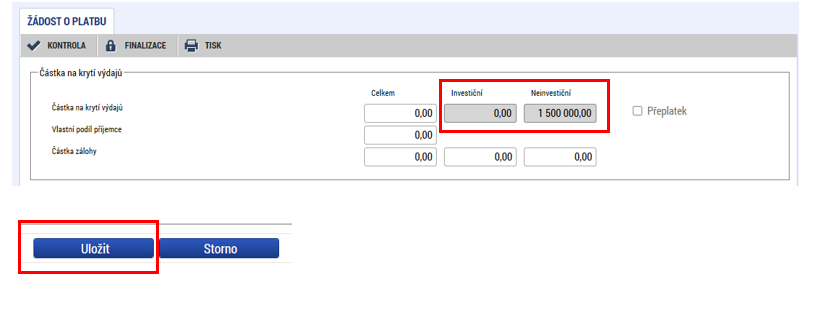 ŽÁDOST O PLATBU
KONTROLA FINALIZACE TISK
Částka na krytí výdajů
Celkem Investiční Neinvestiční
Částka na krytí výdajů 0,00 0,00 1 500 000,00 Přeplatek
Vlastní podíl příjemce 0,00
Částka zálohy 0,00 0,00 0,00
Uložit Storno